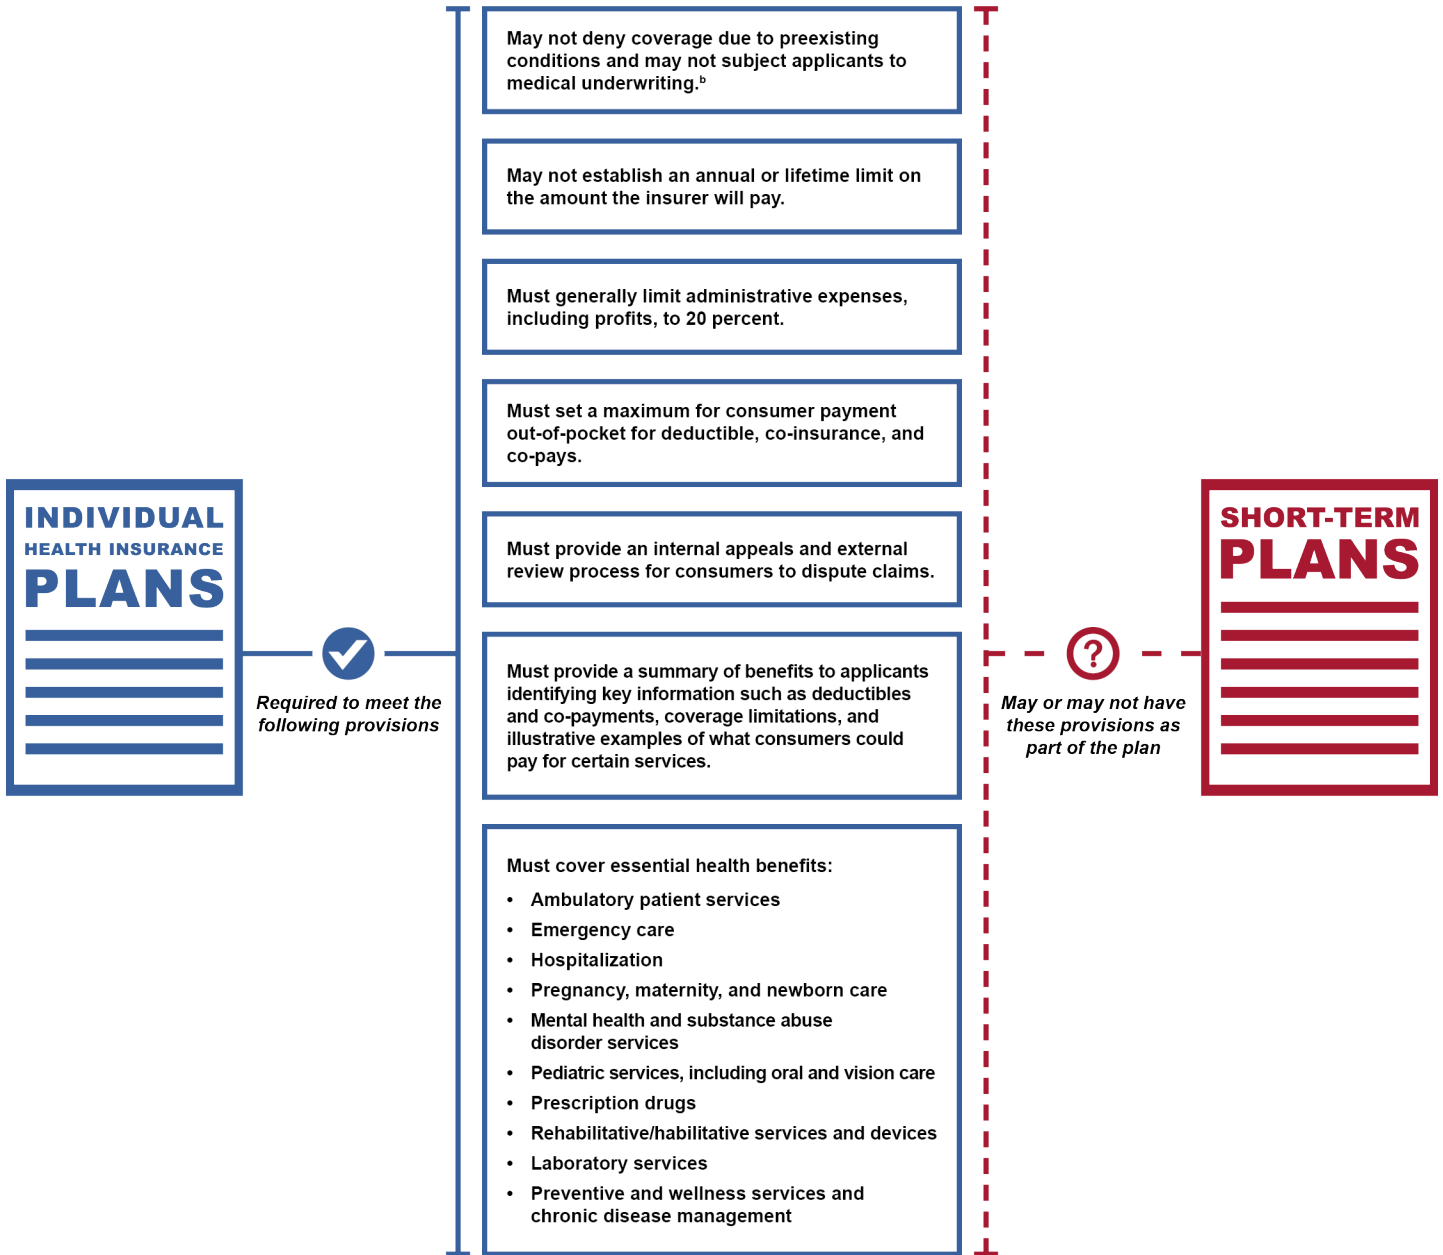 May not deny coverage due to preexisting
conditions and may not subject applicants to
medical underwriting.ᵇ
May not establish an annual or lifetime limit on
the amount the insurer will pay.
Must generally limit administrative expenses,
including profits, to 20 percent.
Must set a maximum for consumer payment
out-of-pocket for deductible, co-insurance, and
co-pays.
INDIVIDUAL
HEALTH INSURANCE
PLANS
Required to meet the
following provisions
Must provide an internal appeals and external
review process for consumers to dispute claims.
Must provide a summary of benefits to applicants
identifying key information such as deductibles
and co-payments, coverage limitations, and
illustrative examples of what consumers could
pay for certain services.
SHORT-TERM
PLANS
?
May or may not have
these provisions as
part of the plan
Must cover essential health benefits:
• Ambulatory patient services
• Emergency care
• Hospitalization
• Pregnancy, maternity, and newborn care
• Mental health and substance abuse
disorder services
• Pediatric services, including oral and vision care
• Prescription drugs
• Rehabilitative/habilitative services and devices
• Laboratory services
• Preventive and wellness services and
chronic disease management